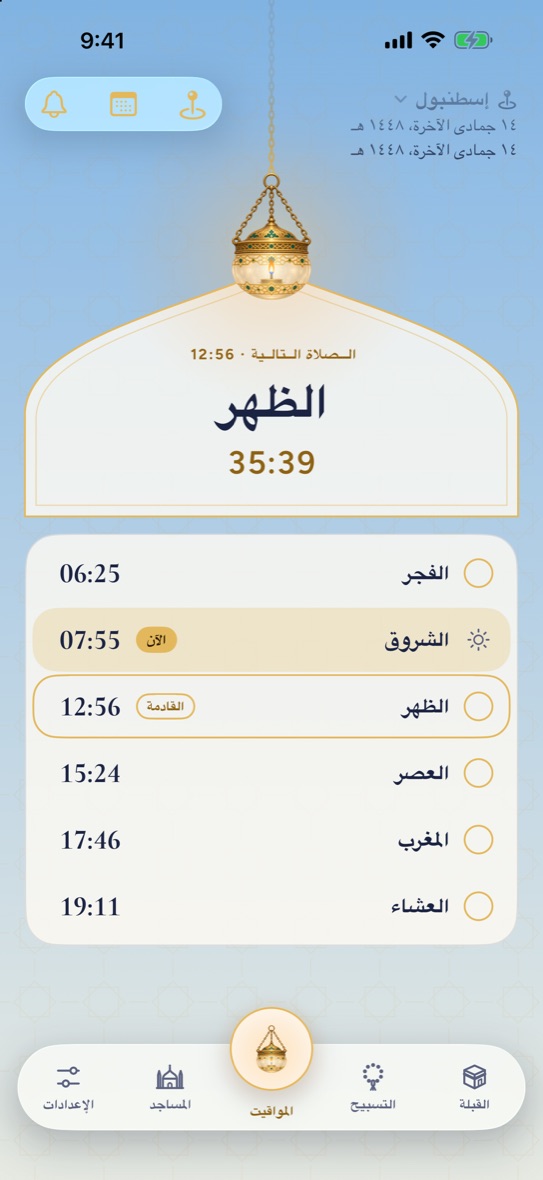 9:41
إسطنبول
١٤ جمادى الآخرة، ١٤٤٨ هـ
١٤ جمادى الآخرة، ١٤٤٨ هـ
الصلاة التالية · 12:56
الظهر
35:39
الفجر 06:25
الشروق الآن 07:55
الظهر القادمة 12:56
العصر 15:24
المغرب 17:46
العشاء 19:11
القبلة التسبيح المواقيت المساجد الإعدادات